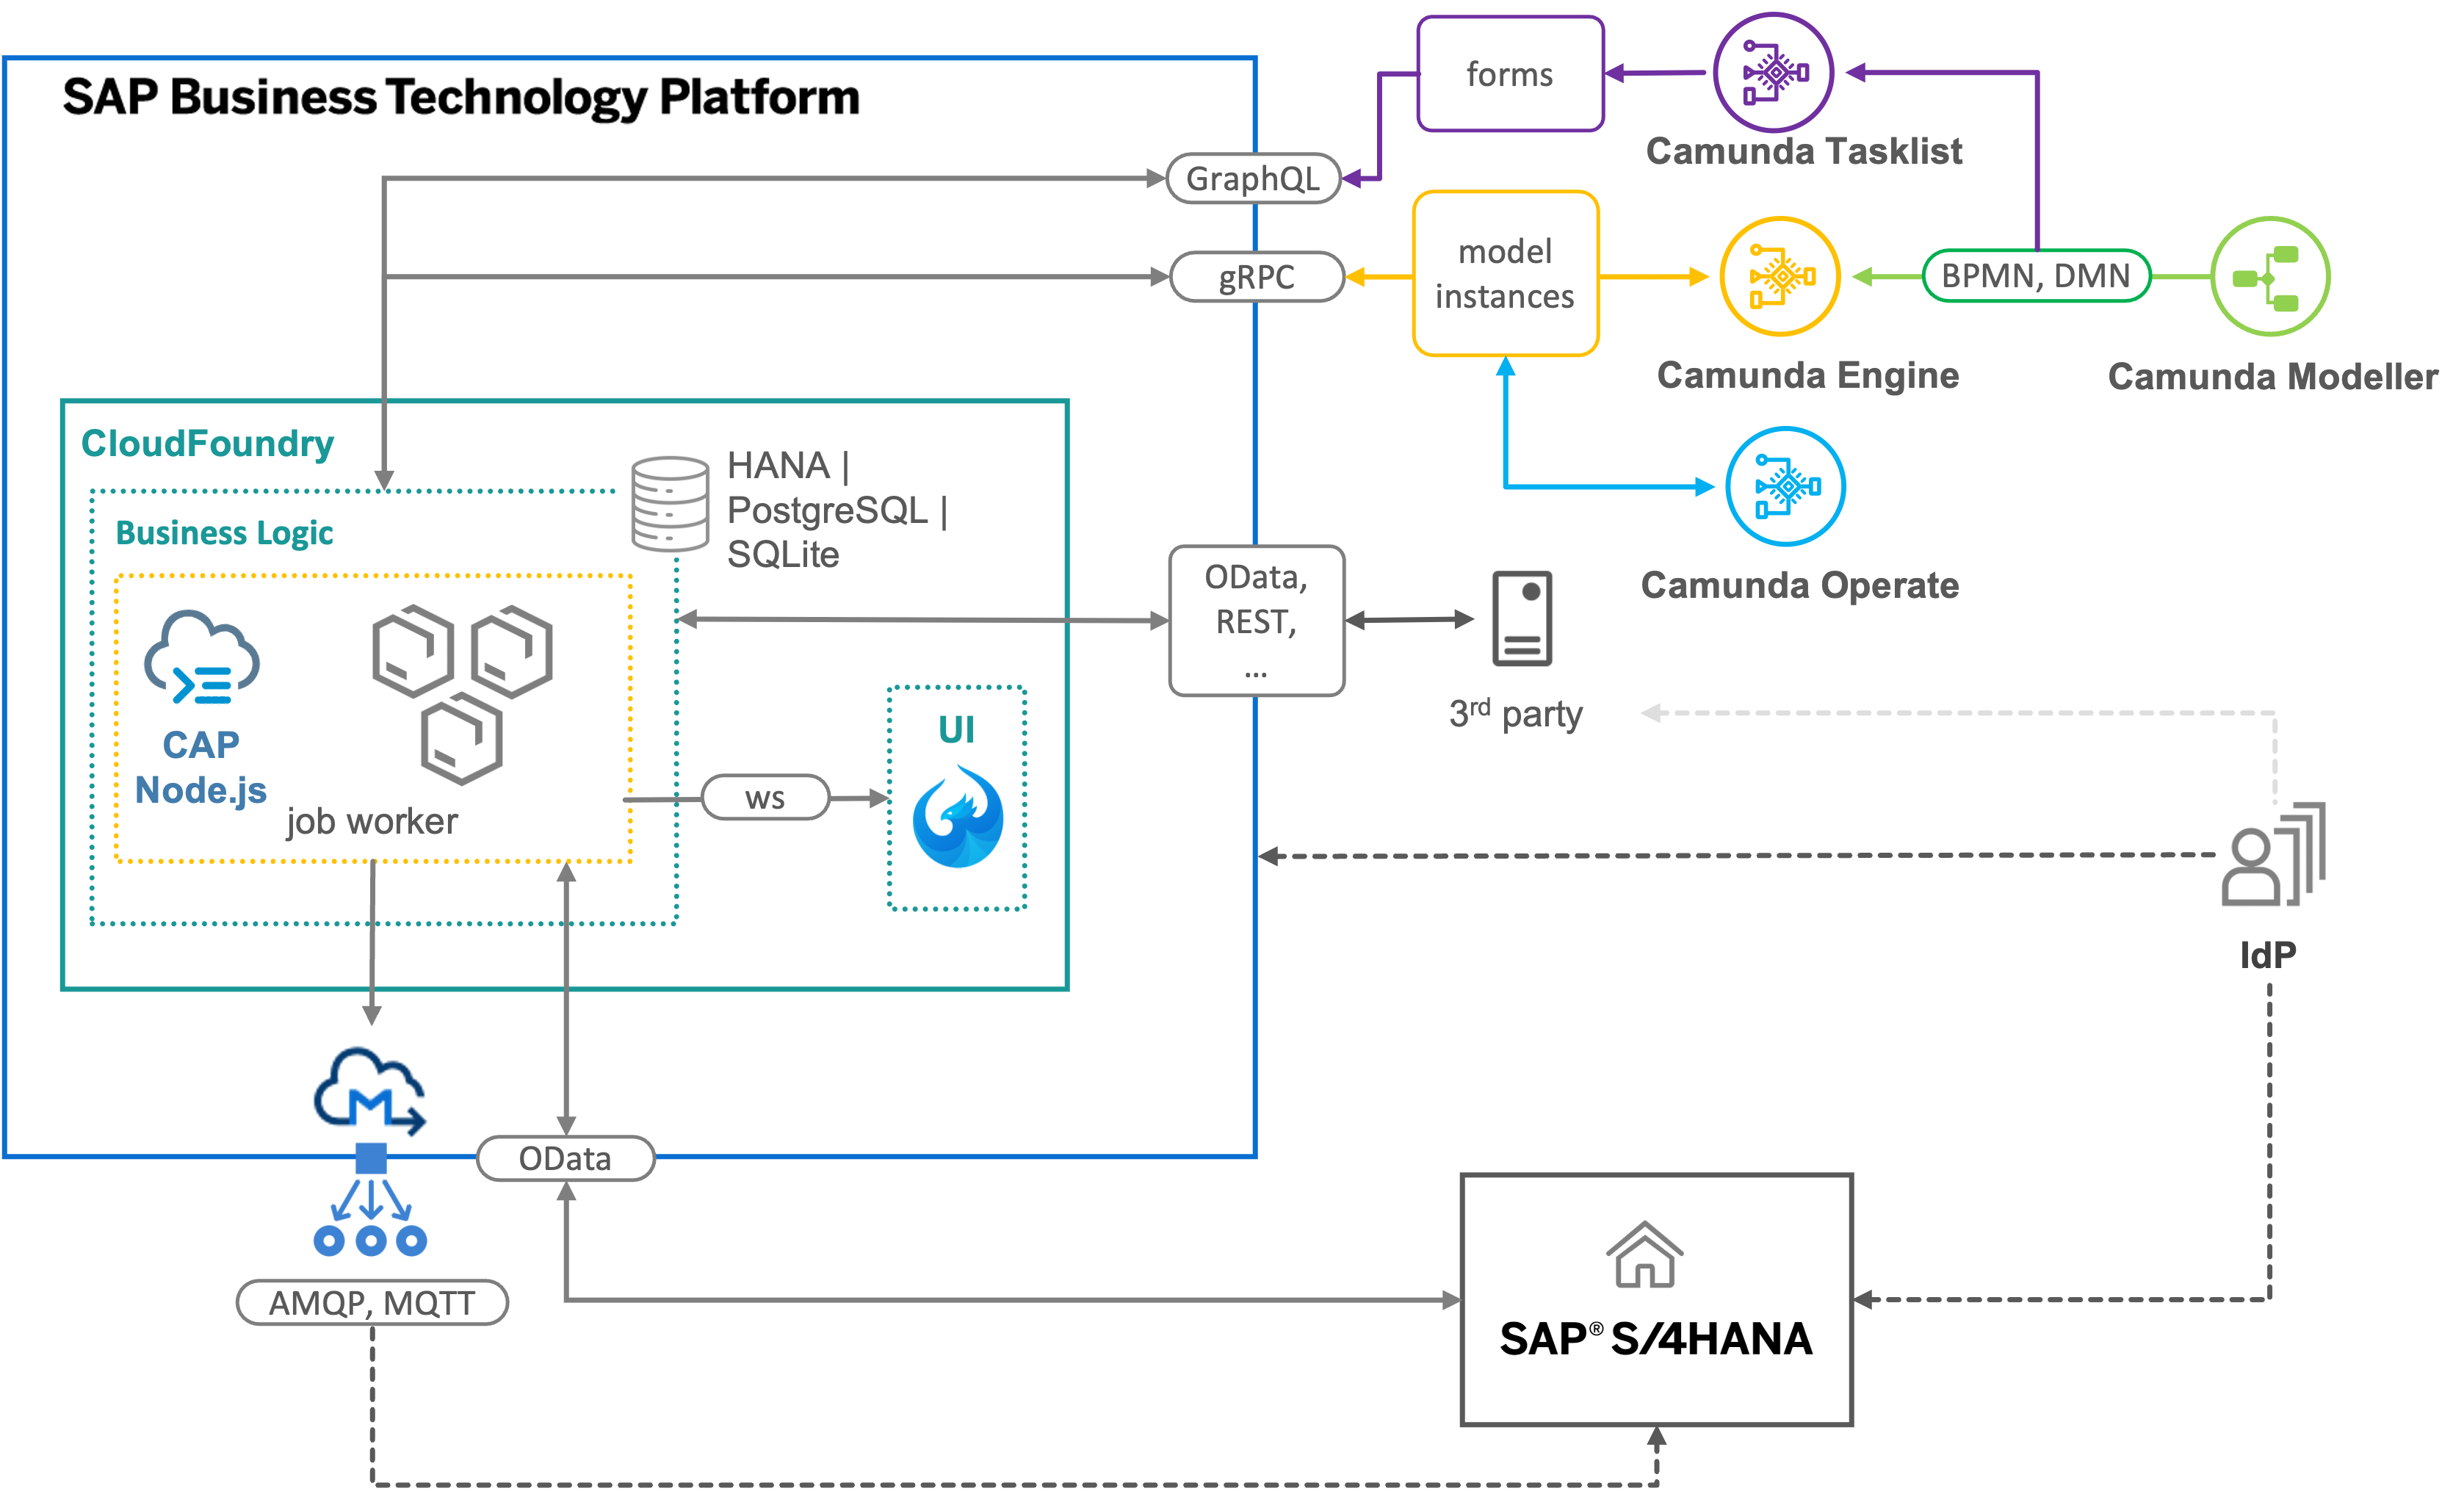 SAP Business Technology Platform
forms
Camunda Tasklist
GraphQL
gRPC
model
instances
Camunda Engine
BPMN, DMN
Camunda Modeller
Camunda Operate
CloudFoundry
HANA |
PostgreSQL |
SQLite
Business Logic
CAP
Node.js
job worker
ws
UI
OData,
REST,
...
3rd party
IdP
OData
AMQP, MQTT
SAP® S/4HANA